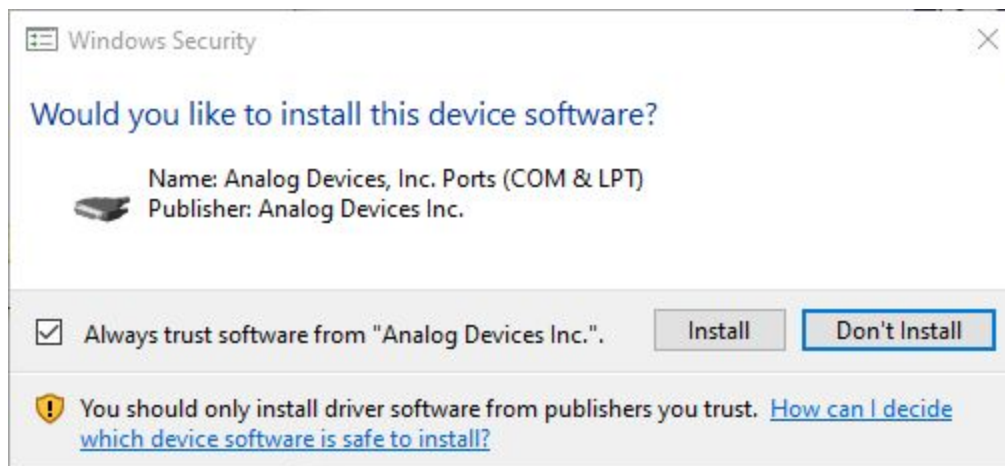 Windows Security
Would you like to install this device software?
Name: Analog Devices, Inc. Ports (COM & LPT)
Publisher: Analog Devices Inc.
Always trust software from "Analog Devices Inc.".
Install
Don't Install
You should only install driver software from publishers you trust. How can I decide
which device software is safe to install?